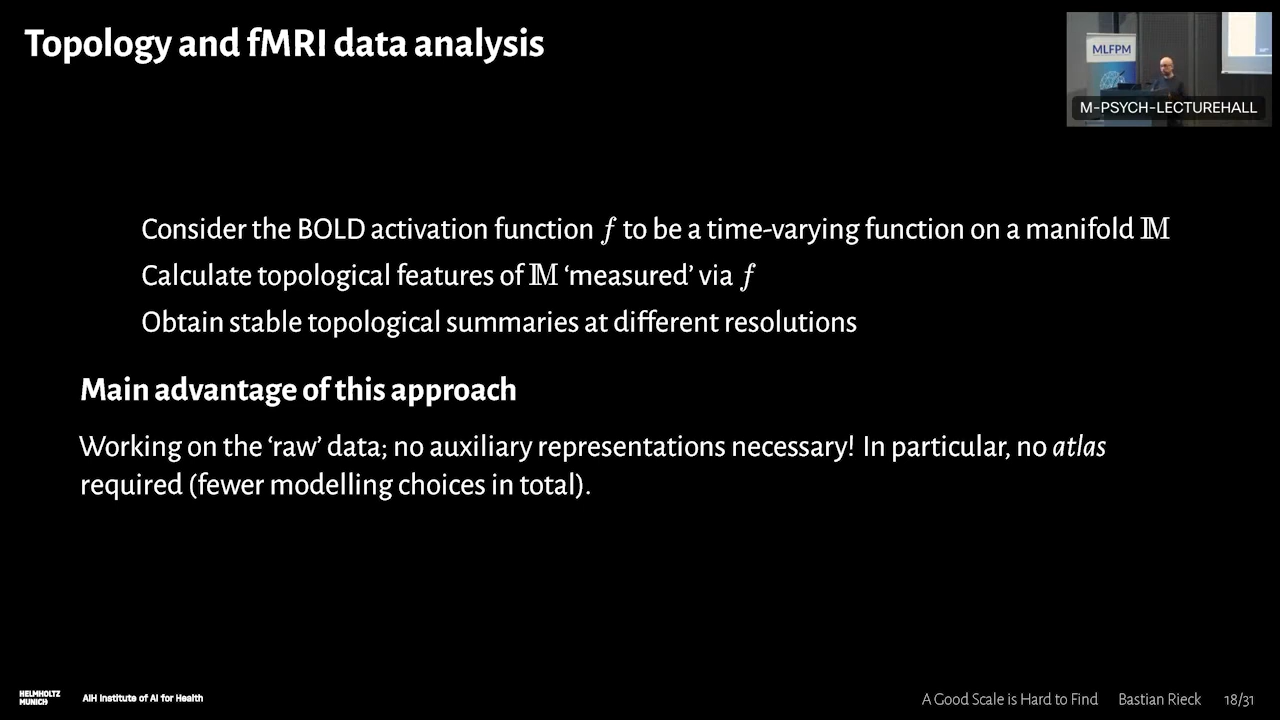 Topology and fMRI data analysis
MLFPM
M-PSYCH-LECTUREHALL
Consider the BOLD activation function f to be a time-varying function on a manifold 𝕄
Calculate topological features of 𝕄 ‘measured’ via f
Obtain stable topological summaries at different resolutions
Main advantage of this approach
Working on the ‘raw’ data; no auxiliary representations necessary! In particular, no atlas
required (fewer modelling choices in total).
HELMHOLTZ
MUNICH
AIH Institute of AI for Health
A Good Scale is Hard to Find Bastian Rieck 18/31